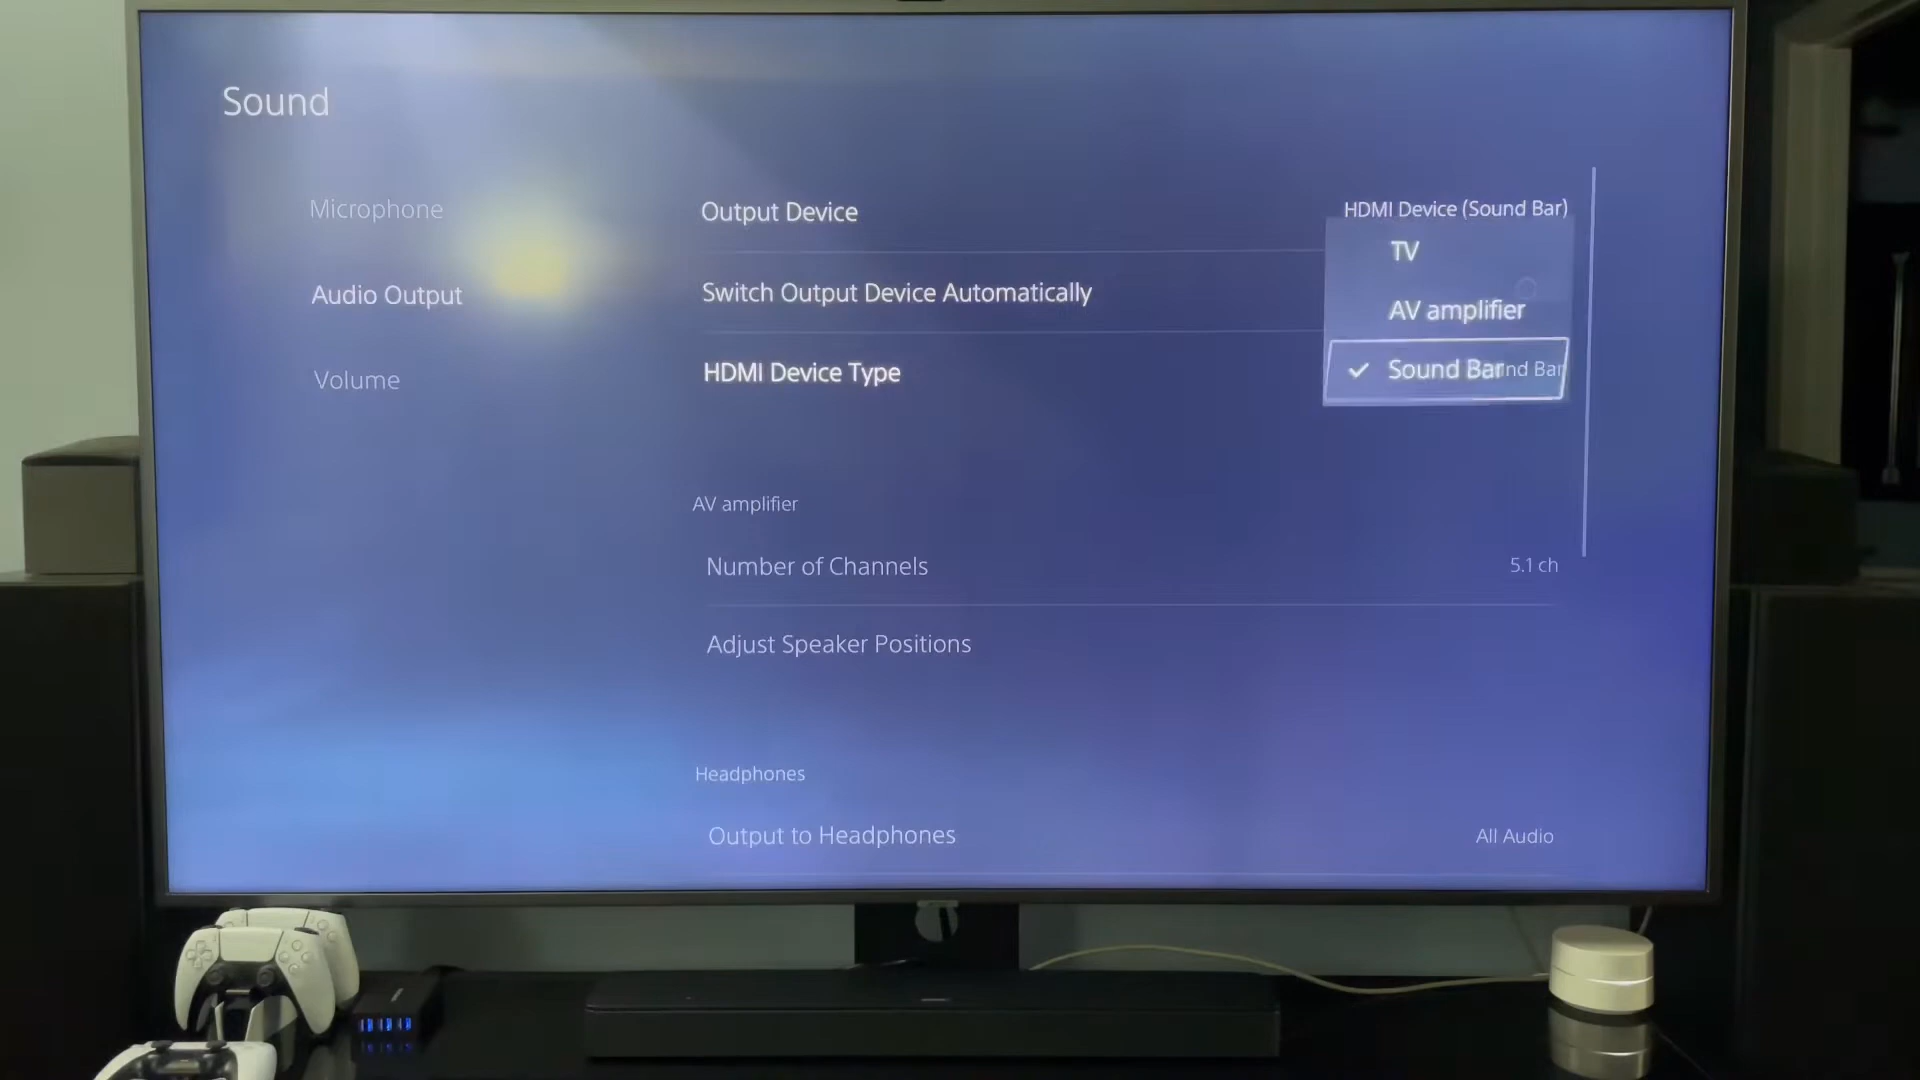 Sound
Microphone
Audio Output
Volume
Output Device
HDMI Device (Sound Bar)
Switch Output Device Automatically
HDMI Device Type
TV
AV amplifier
Sound Bar
AV amplifier
Number of Channels
5.1 ch
Adjust Speaker Positions
Headphones
Output to Headphones
All Audio